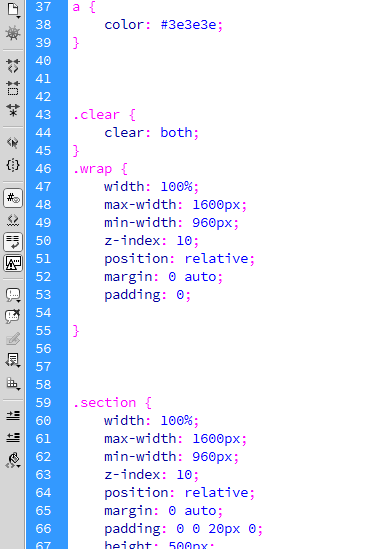 37 a {
38 color: #3e3e3e;
39 }
40
41
42
43 .clear {
44 clear: both;
45 }
46 .wrap {
47 width: 100%;
48 max-width: 1600px;
49 min-width: 960px;
50 z-index: 10;
51 position: relative;
52 margin: 0 auto;
53 padding: 0;
54
55 }
56
57
58
59 .section {
60 width: 100%;
61 max-width: 1600px;
62 min-width: 960px;
63 z-index: 10;
64 position: relative;
65 margin: 0 auto;
66 padding: 0 0 20px 0;
67 height: 500px;